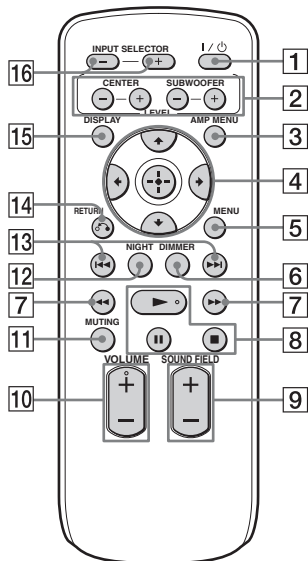 INPUT SELECTOR
I / ⏻
1
− +
16
CENTER SUBWOOFER
− + − +
2
LEVEL
DISPLAY AMP MENU
15
3
4
14
RETURN MENU
5
13
NIGHT DIMMER
12
6
7
7
8
MUTING
11
VOLUME SOUND FIELD
+ +
10
9
− −